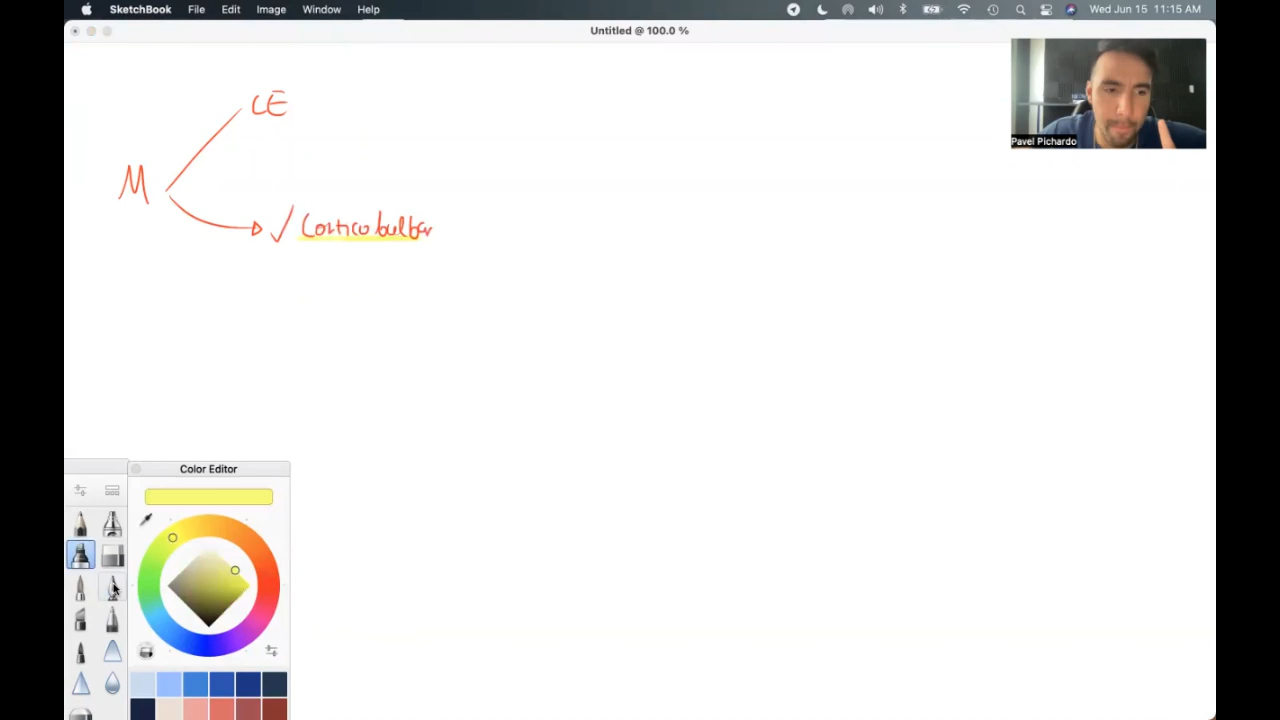 SketchBook File Edit Image Window Help Wed Jun 15 11:15 AM
Untitled @ 100.0 %
CE
Pavel Pichardo
M
Corticobulbar
Color Editor